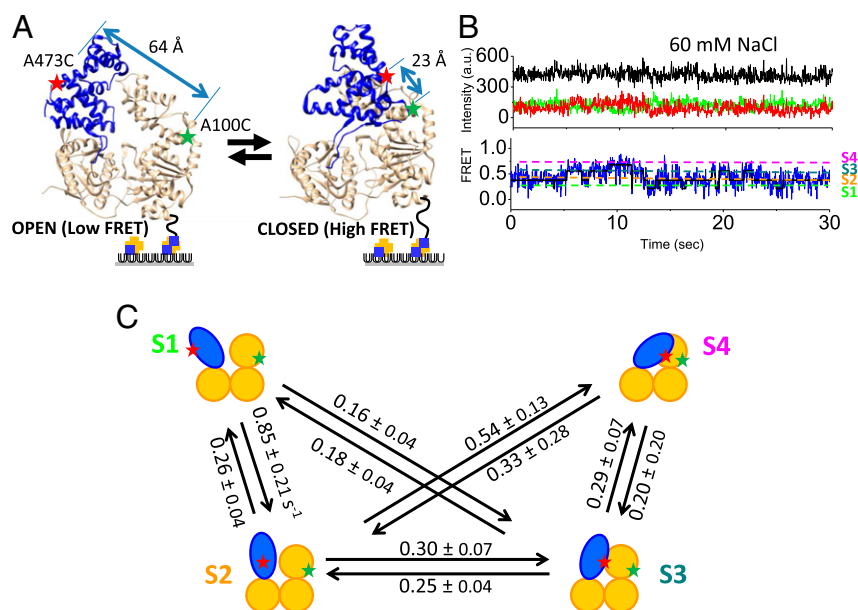 A
A473C
64 Å
23 Å
A100C
OPEN (Low FRET)
CLOSED (High FRET)
B
60 mM NaCl
Intensity (a.u.)
600
300
0
FRET
1.0
0.5
0.0
S4
S3
S2
S1
0
10
20
30
Time (sec)
C
S1
S4
0.16 ± 0.04
0.18 ± 0.04
0.54 ± 0.13
0.33 ± 0.28
0.85 ± 0.21 s⁻¹
0.26 ± 0.04
0.29 ± 0.07
0.20 ± 0.20
S2
0.30 ± 0.07
0.25 ± 0.04
S3